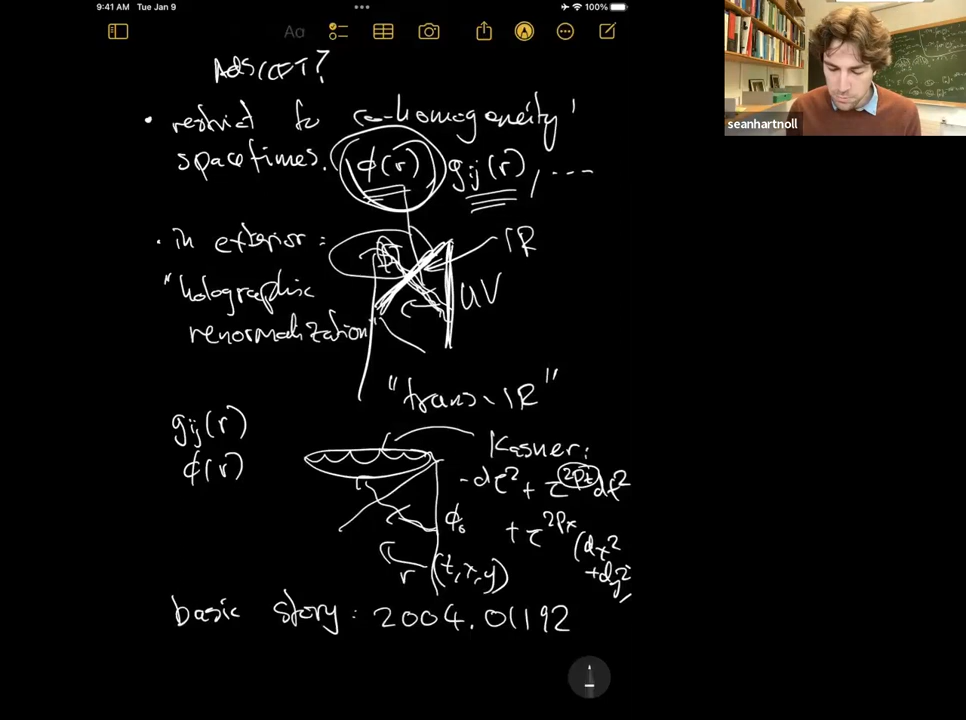 9:41 AM Tue Jan 9
100%
Aa
seanhartnoll
AdS/CFT?
• restrict to co-homogeneity 1
spacetimes. φ(r) gij(r), ...
• in exterior:
"holographic
renormalization"
IR
UV
"trans-IR"
gij(r)
φ(r)
Kasner:
-dτ² + τ^2pt dt²
+ τ^2px (dx²
+dy²)
φ₀
r (t,x,y)
basic story: 2004.01192